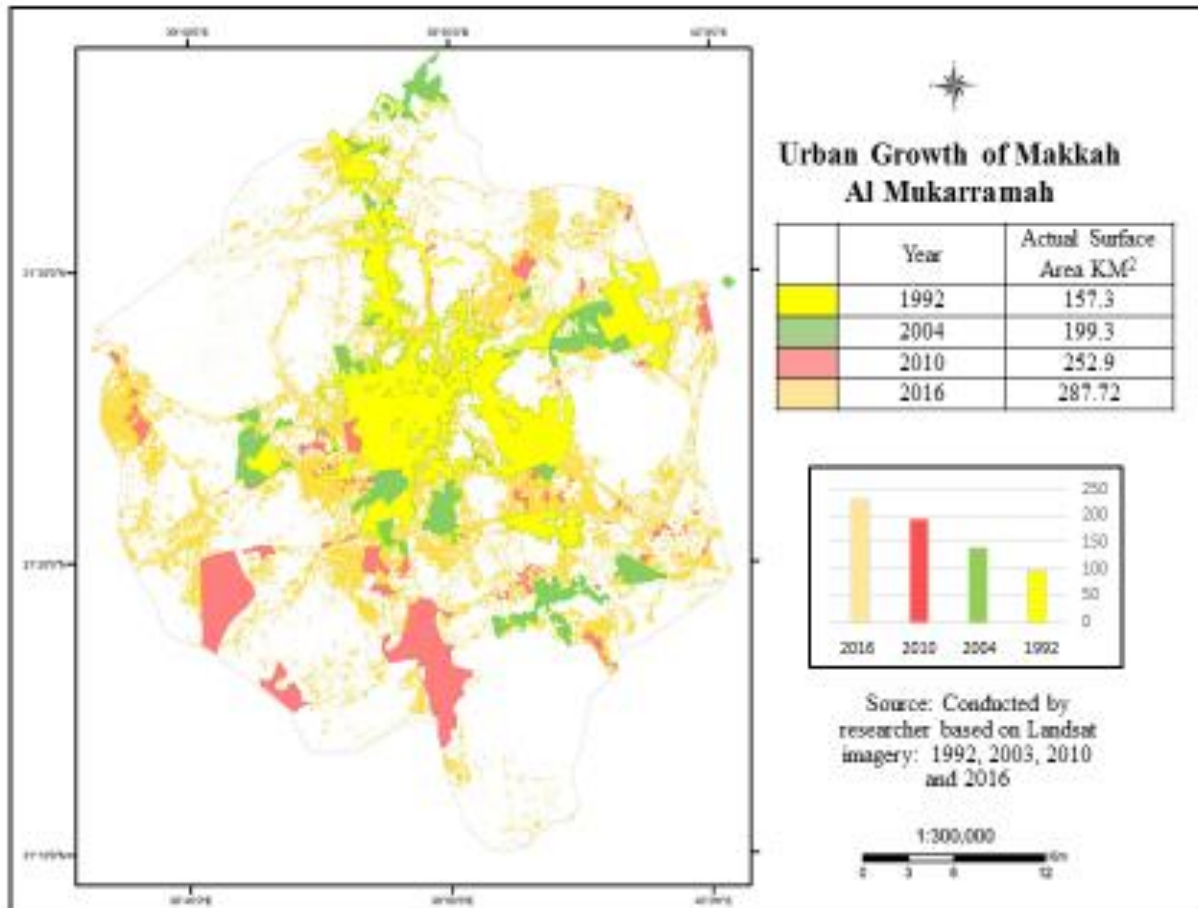 Urban Growth of Makkah
Al Mukarramah
Year
Actual Surface
Area KM²
1992 157.3
2004 199.3
2010 252.9
2016 287.72
250
200
150
100
50
0
2016 2010 2004 1992
Source: Conducted by
researcher based on Landsat
imagery: 1992, 2003, 2010
and 2016
1:300,000
Km
0 3 6 12